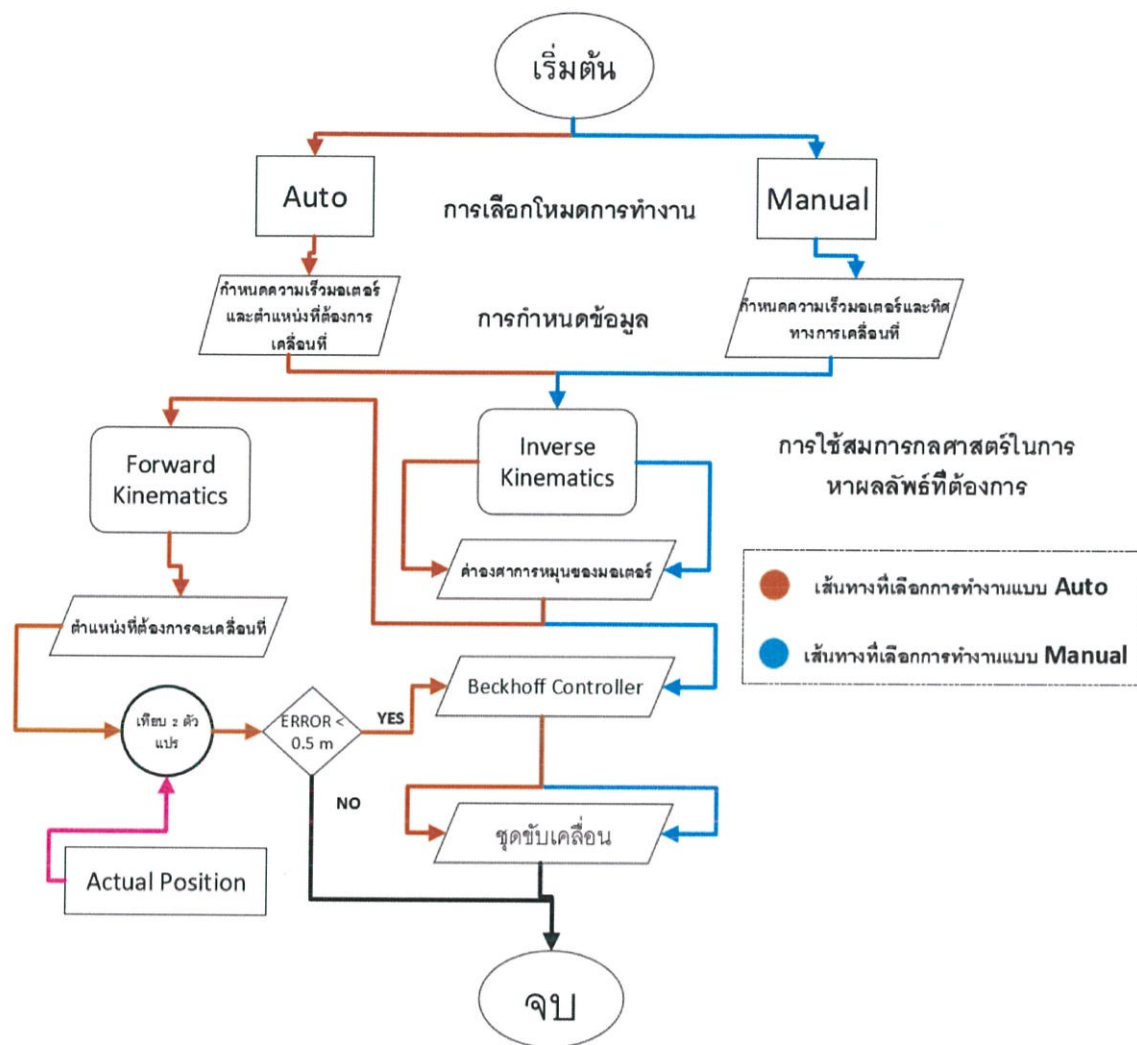 เริ่มต้น
Auto
การเลือกโหมดการทำงาน
Manual
กำหนดความเร็วมอเตอร์
และตำแหน่งที่ต้องการ
เคลื่อนที่
การกำหนดข้อมูล
กำหนดความเร็วมอเตอร์และทิศ
ทางการเคลื่อนที่
Forward
Kinematics
Inverse
Kinematics
การใช้สมการกลศาสตร์ในการ
หาผลลัพธ์ที่ต้องการ
ค่าองศาการหมุนของมอเตอร์
เส้นทางที่เลือกการทำงานแบบ Auto
เส้นทางที่เลือกการทำงานแบบ Manual
ตำแหน่งที่ต้องการจะเคลื่อนที่
Beckhoff Controller
เทียบ 2 ตัว
แปร
ERROR <
0.5 m
YES
NO
ชุดขับเคลื่อน
Actual Position
จบ